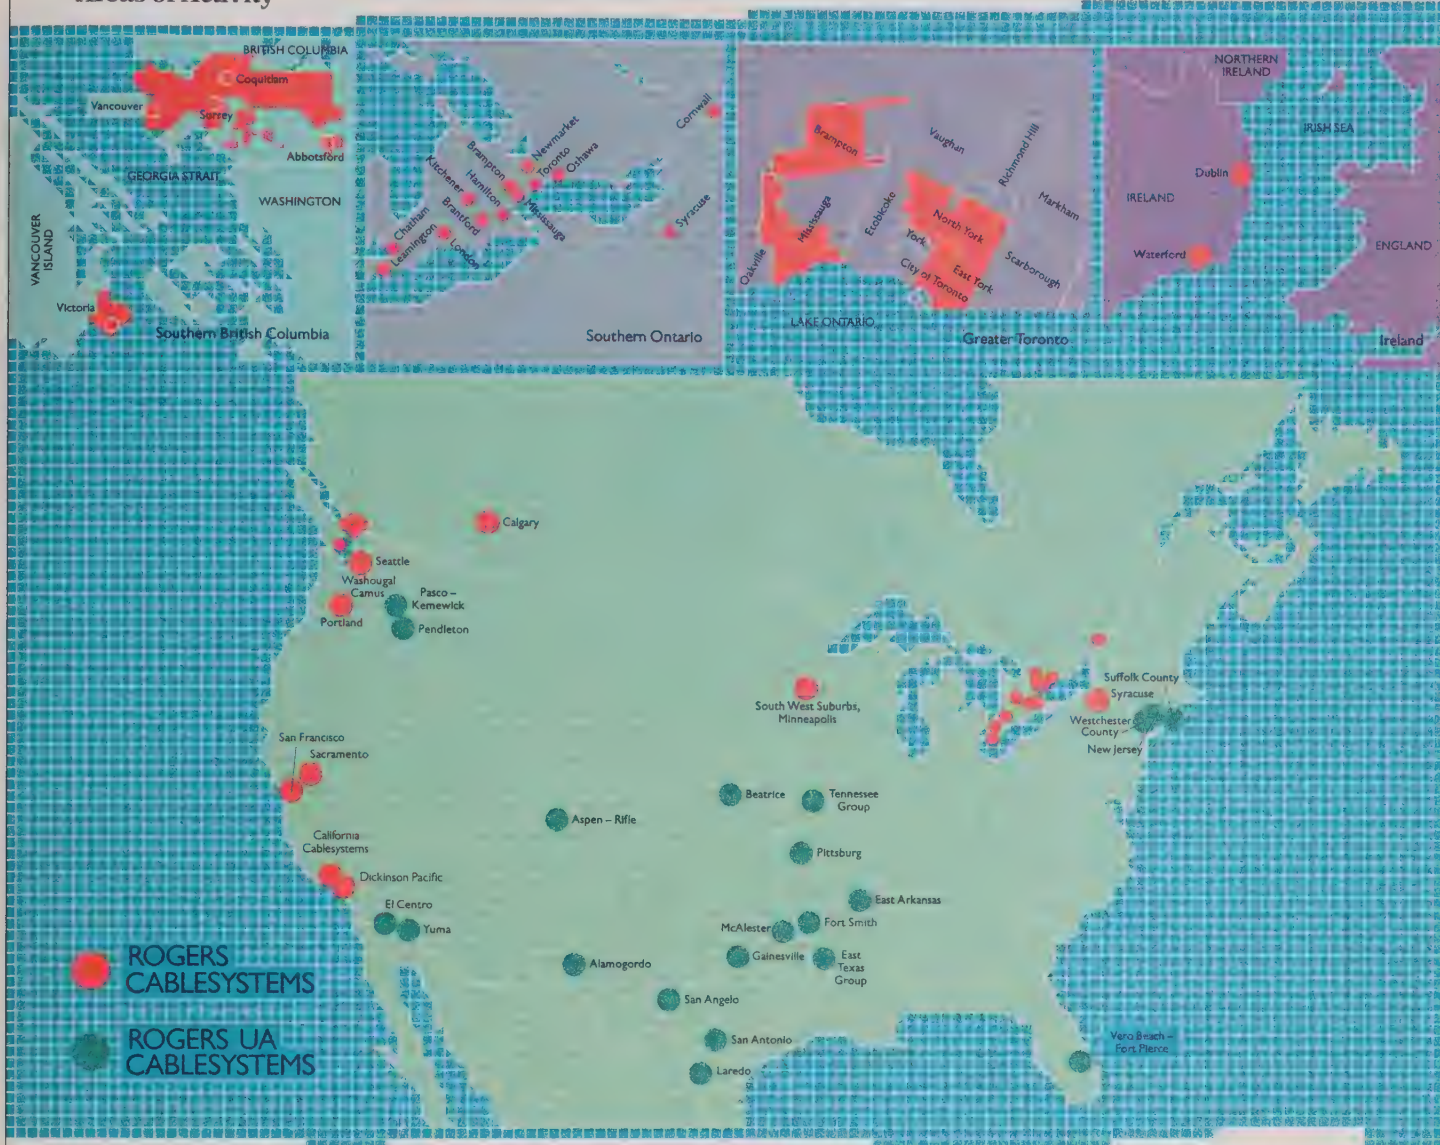 Areas of Activity
BRITISH COLUMBIA
Coquitlam
Vancouver
Surrey
Abbotsford
GEORGIA STRAIT
WASHINGTON
VANCOUVER
ISLAND
Victoria
Southern British Columbia
Cornwall
Newmarket
Brampton
Toronto
Oshawa
Kitchener
Hamilton
Mississauga
Syracuse
Chatham
Brantford
Leamington
London
Southern Ontario
Brampton
Vaughan
Richmond Hill
Markham
Mississauga
Etobicoke
North York
York
Oakville
Scarborough
East York
City of Toronto
LAKE ONTARIO
Greater Toronto
NORTHERN
IRELAND
IRISH SEA
Dublin
IRELAND
Waterford
ENGLAND
Ireland
Calgary
Seattle
Washougal
Camus
Pasco –
Kemewick
Portland
Pendleton
South West Suburbs,
Minneapolis
Suffolk County
Syracuse
Westchester
County –
New Jersey
San Francisco
Sacramento
Beatrice
Tennessee
Group
Aspen – Rifle
California
Cablesystems
Pittsburg
Dickinson Pacific
East Arkansas
El Centro
Yuma
McAlester
Fort Smith
Gainesville
East
Texas
Group
Alamogordo
San Angelo
San Antonio
Laredo
Vero Beach –
Fort Pierce
ROGERS
CABLESYSTEMS
ROGERS UA
CABLESYSTEMS